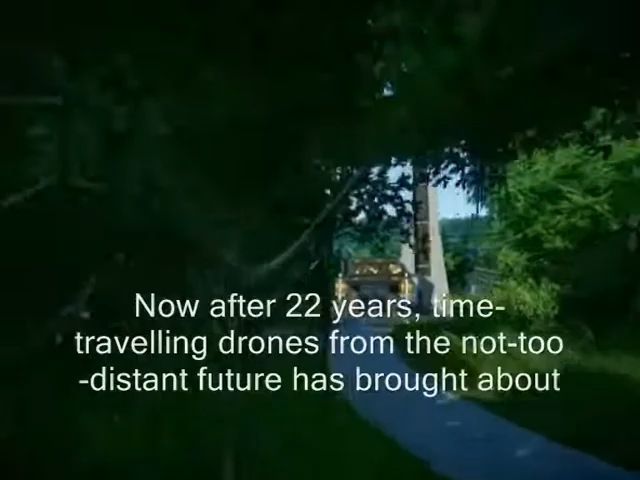 Now after 22 years, time-
travelling drones from the not-too
-distant future has brought about